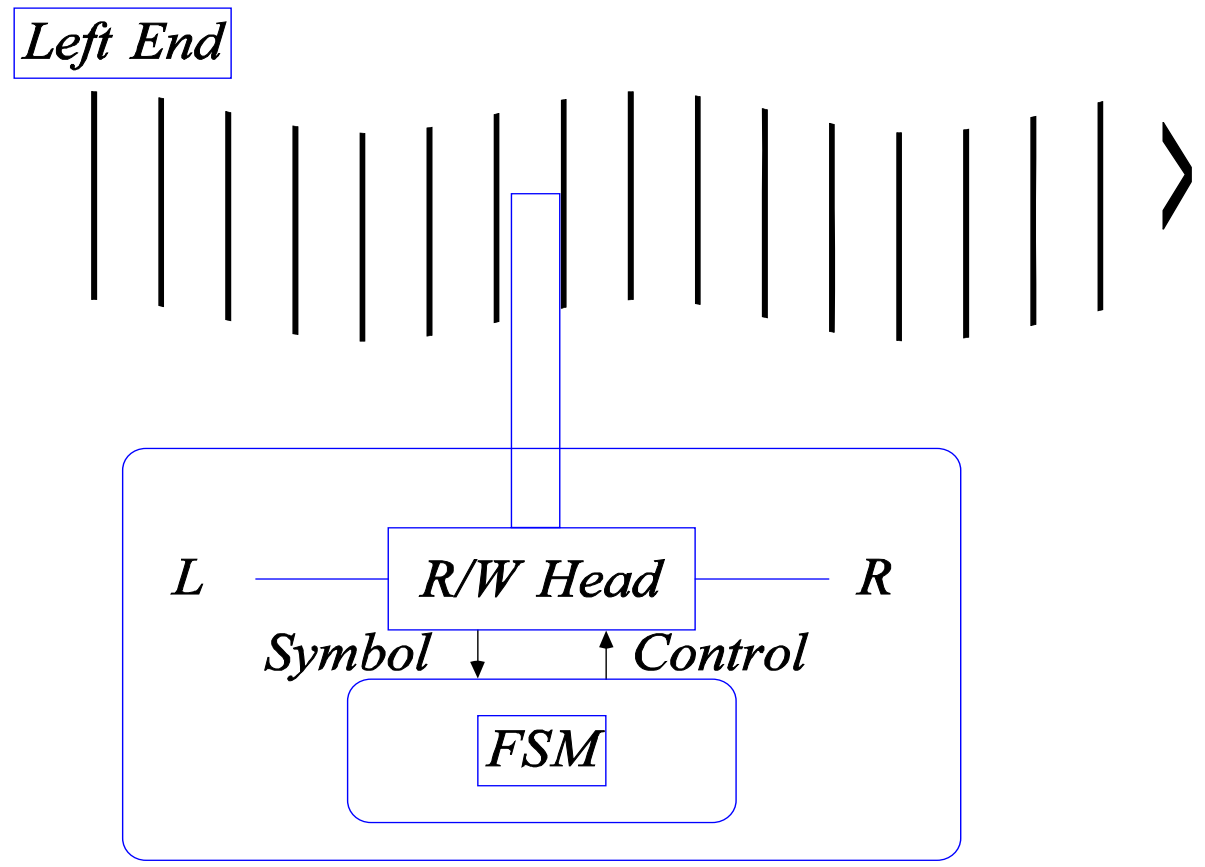 Left End
L
R/W Head
R
Symbol
Control
FSM